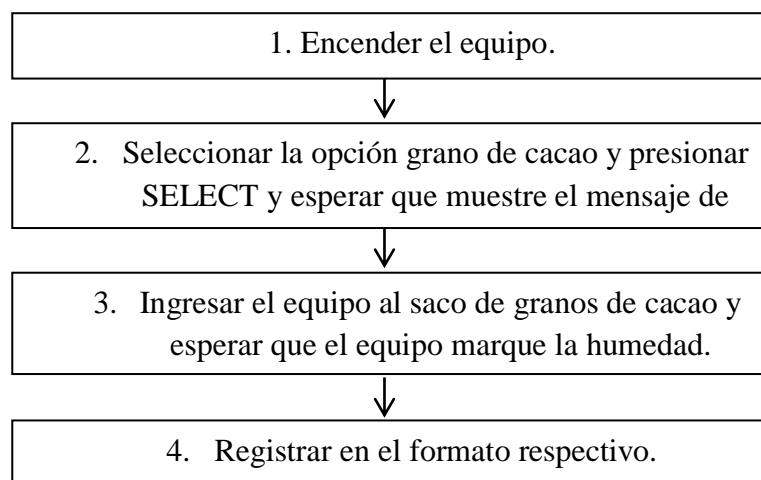 1. Encender el equipo.
2. Seleccionar la opción grano de cacao y presionar
SELECT y esperar que muestre el mensaje de
3. Ingresar el equipo al saco de granos de cacao y
esperar que el equipo marque la humedad.
4. Registrar en el formato respectivo.